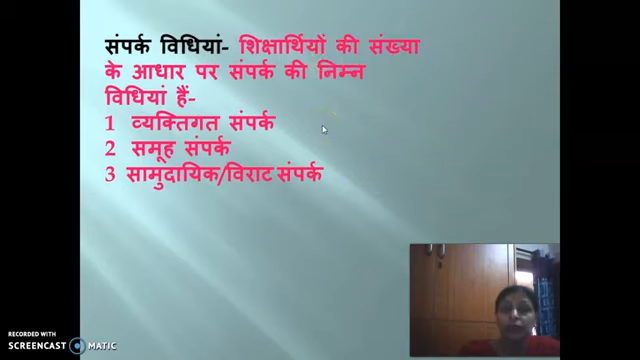 संपर्क विधियां- शिक्षार्थियों की संख्या
के आधार पर संपर्क की निम्न
विधियां हैं-
1 व्यक्तिगत संपर्क
2 समूह संपर्क
3 सामुदायिक/विराट संपर्क
RECORDED WITH
SCREENCAST MATIC